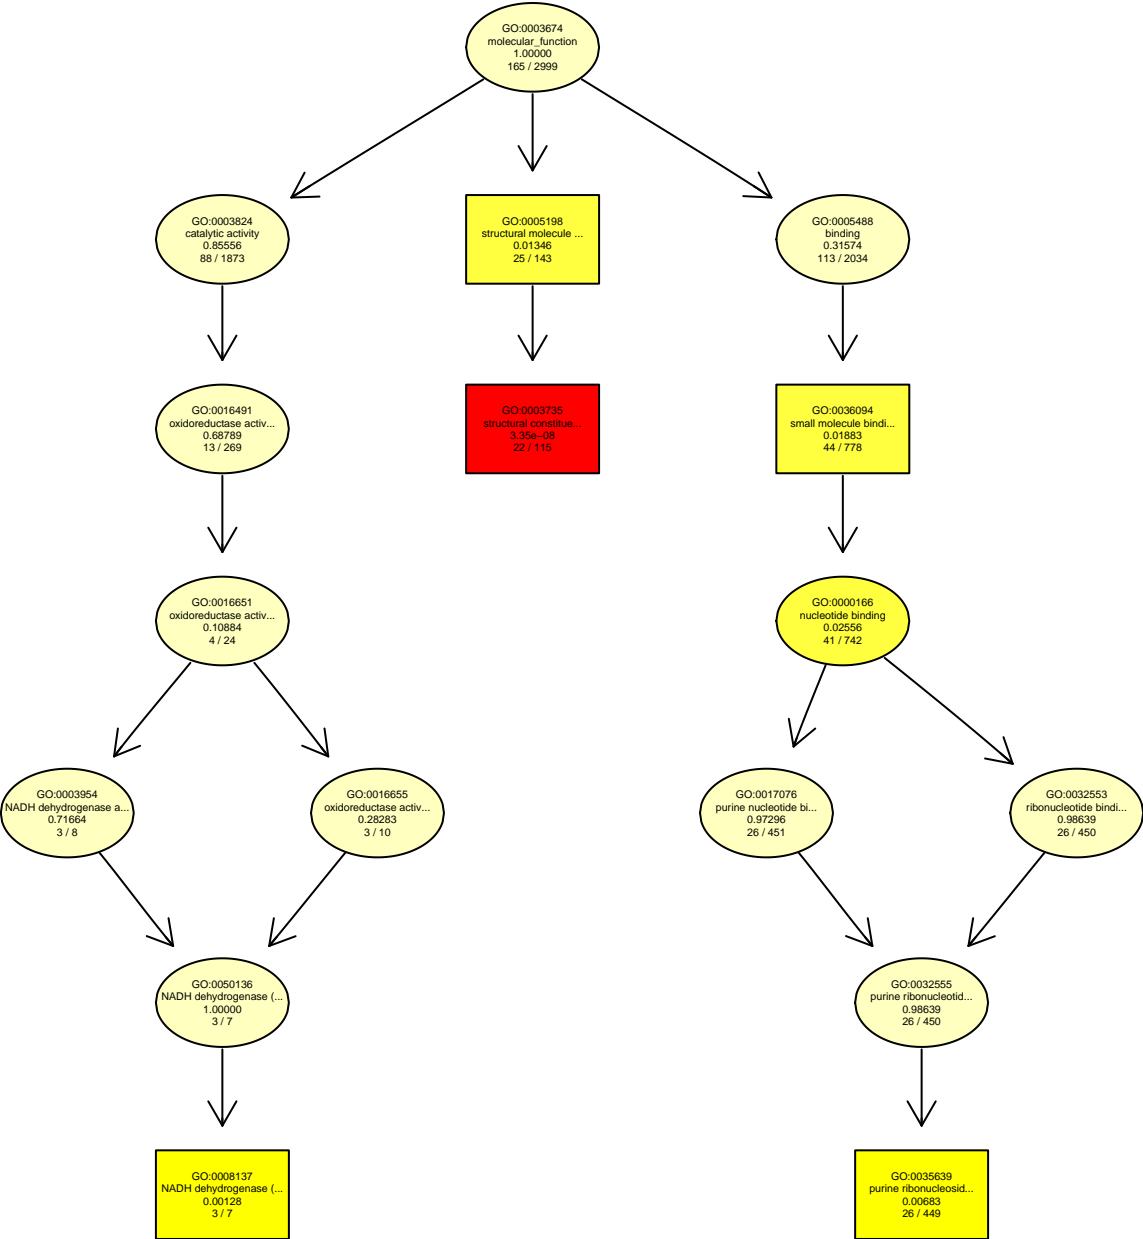 GO:0003674
molecular_function
1.00000
165 / 2999
GO:0003824
catalytic activity
0.85556
88 / 1873
GO:0005198
structural molecule ...
0.01346
25 / 143
GO:0005488
binding
0.31574
113 / 2034
GO:0016491
oxidoreductase activ...
0.68789
13 / 269
GO:0003735
structural constitue...
3.35e−08
22 / 115
GO:0036094
small molecule bindi...
0.01883
44 / 778
GO:0016651
oxidoreductase activ...
0.10884
4 / 24
GO:0000166
nucleotide binding
0.02556
41 / 742
GO:0003954
NADH dehydrogenase a...
0.71664
3 / 8
GO:0016655
oxidoreductase activ...
0.28283
3 / 10
GO:0017076
purine nucleotide bi...
0.97296
26 / 451
GO:0032553
ribonucleotide bindi...
0.98639
26 / 450
GO:0050136
NADH dehydrogenase (...
1.00000
3 / 7
GO:0032555
purine ribonucleotid...
0.98639
26 / 450
GO:0008137
NADH dehydrogenase (...
0.00128
3 / 7
GO:0035639
purine ribonucleosid...
0.00683
26 / 449